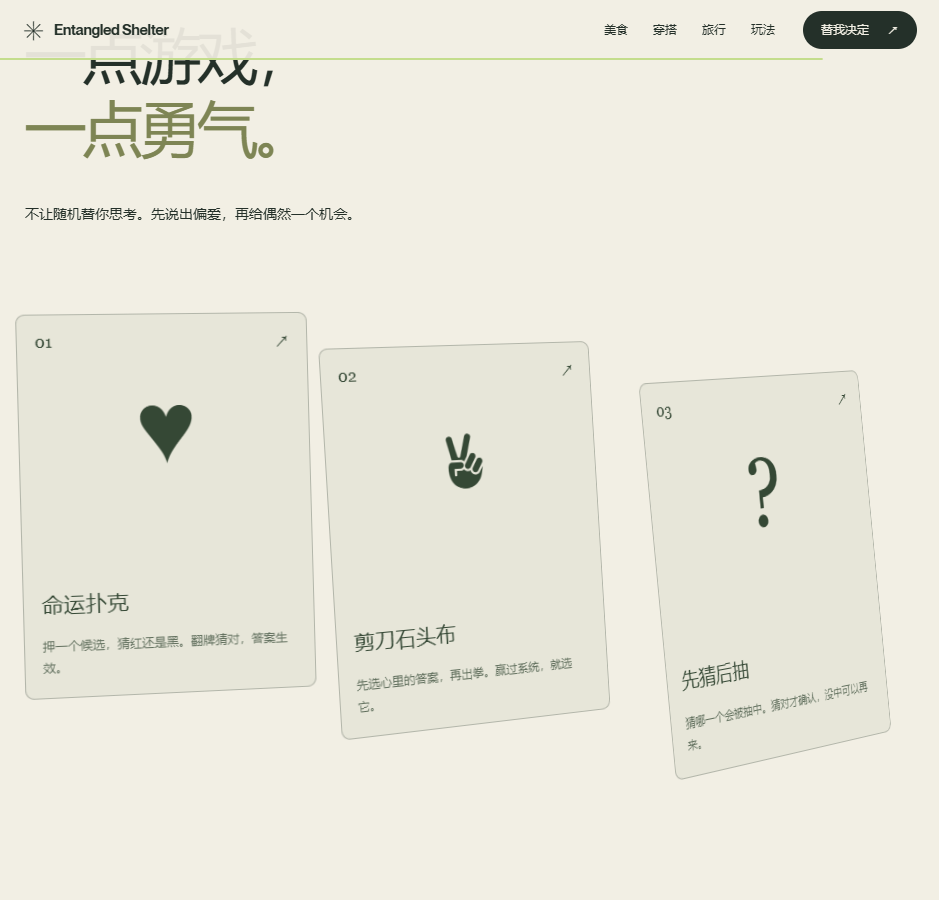 Entangled Shelter
美食
穿搭
旅行
玩法
替我决定 ↗
一点游戏，
一点勇气。
不让随机替你思考。先说出偏爱，再给偶然一个机会。
01 ↗
♥
命运扑克
押一个候选，猜红还是黑。翻牌猜对，答案生
效。
02 ↗
剪刀石头布
先选心里的答案，再出拳。赢过系统，就选
它。
03 ↗
?
先猜后抽
猜哪一个会被抽中。猜对才确认，没中可以再
来。